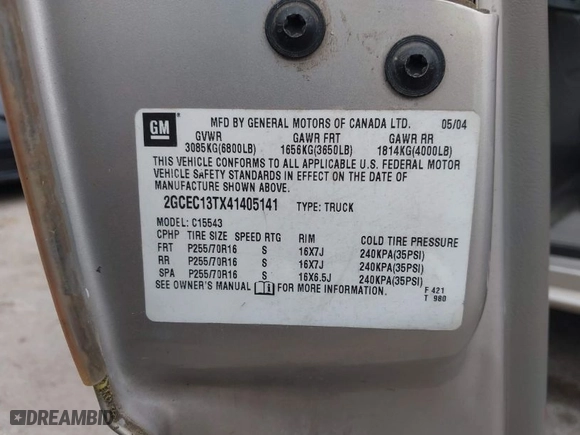 GM
MFD BY GENERAL MOTORS OF CANADA LTD. 05/04
GVWR GAWR FRT GAWR RR
3085KG(6800LB) 1656KG(3650LB) 1814KG(4000LB)
THIS VEHICLE CONFORMS TO ALL APPLICABLE U.S. FEDERAL MOTOR
VEHICLE SAFETY STANDARDS IN EFFECT ON THE DATE OF
MANUFACTURE SHOWN ABOVE.
2GCEC13TX41405141 TYPE: TRUCK
MODEL: C15543
CPHP TIRE SIZE SPEED RTG RIM COLD TIRE PRESSURE
FRT P255/70R16 S 16X7J 240KPA(35PSI)
RR P255/70R16 S 16X7J 240KPA(35PSI)
SPA P255/70R16 S 16X6.5J 240KPA(35PSI)
SEE OWNER'S MANUAL FOR MORE INFORMATION.
F 421
T 980
DREAMBID